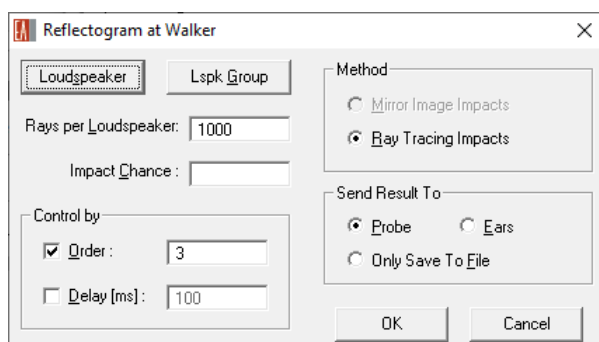 EA Reflectogram at Walker
Loudspeaker
Lspk Group
Rays per Loudspeaker: 1000
Impact Chance :
Control by
Order : 3
Delay [ms] : 100
Method
Mirror Image Impacts
Ray Tracing Impacts
Send Result To
Probe
Ears
Only Save To File
OK
Cancel